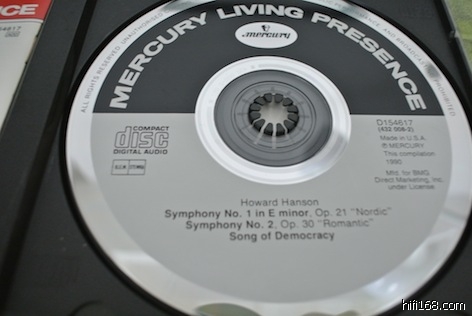 MERCURY LIVING PRESENCE
mercury
COMPACT
disc
DIGITAL AUDIO
D154617
(432 008-2)
Made in U.S.A.
℗ MERCURY
This compilation
1990
Mfd. for BMG
Direct Marketing, Inc.
under License
Howard Hanson
Symphony No. 1 in E minor, Op. 21 "Nordic"
Symphony No. 2, Op. 30 "Romantic"
Song of Democracy
hifi168.com